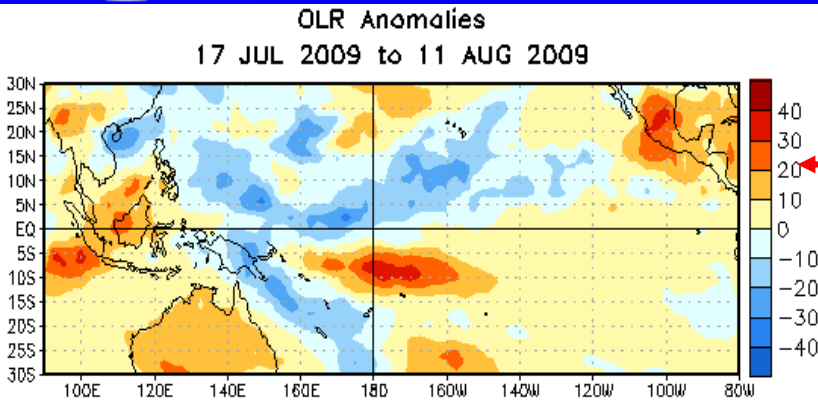 OLR Anomalies
17 JUL 2009 to 11 AUG 2009
30N
25N
20N
15N
10N
5N
EQ
5S
10S
15S
20S
25S
30S
100E 120E 140E 160E 180 160W 140W 120W 100W 80W
40
30
20
10
0
-10
-20
-30
-40